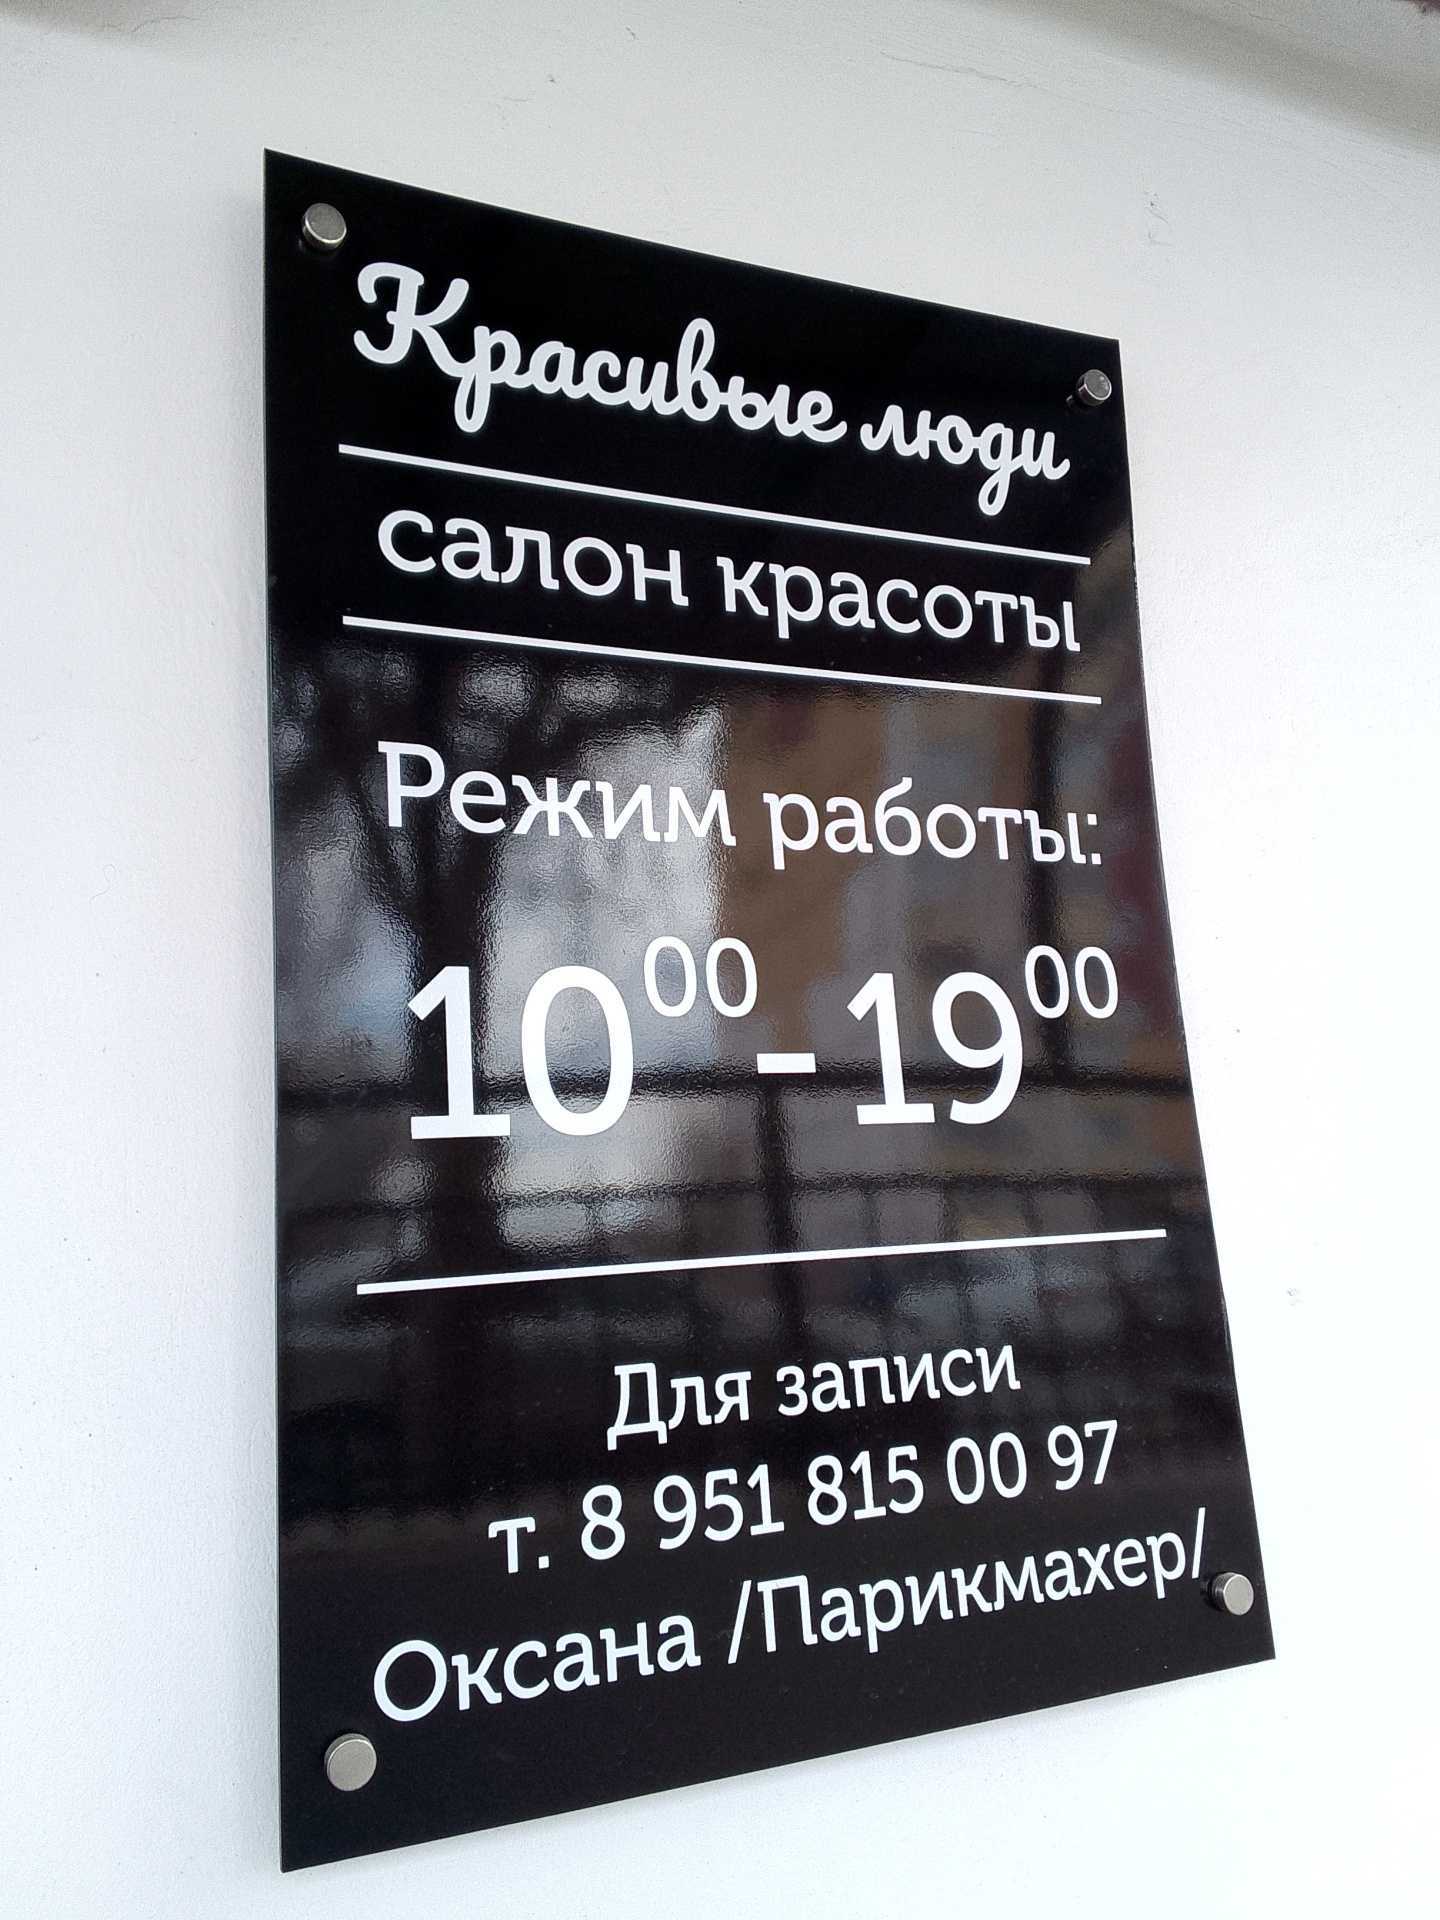 Красивые люди
салон красоты
Режим работы:
10⁰⁰-19⁰⁰
Для записи
т. 8 951 815 00 97
Оксана /Парикмахер/